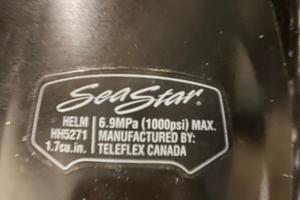 SeaStar®
HELM 6.9MPa (1000psi) MAX.
HH5271 MANUFACTURED BY:
1.7cu.in. TELEFLEX CANADA